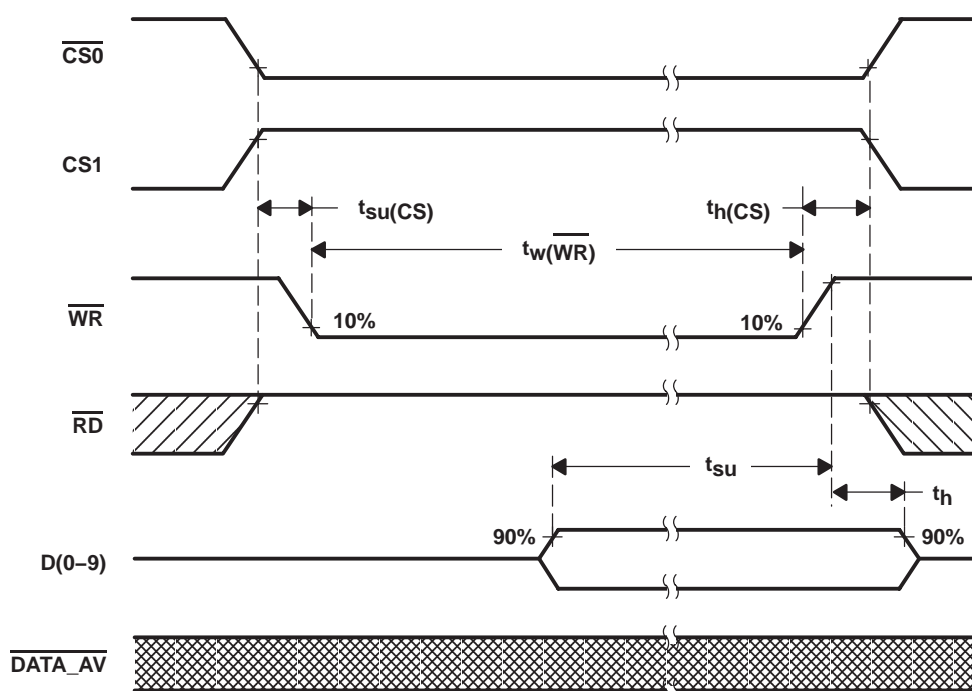 CS0
CS1
tsu(CS)
th(CS)
tw(WR)
WR
10%
10%
RD
tsu
th
90%
90%
D(0–9)
DATA_AV